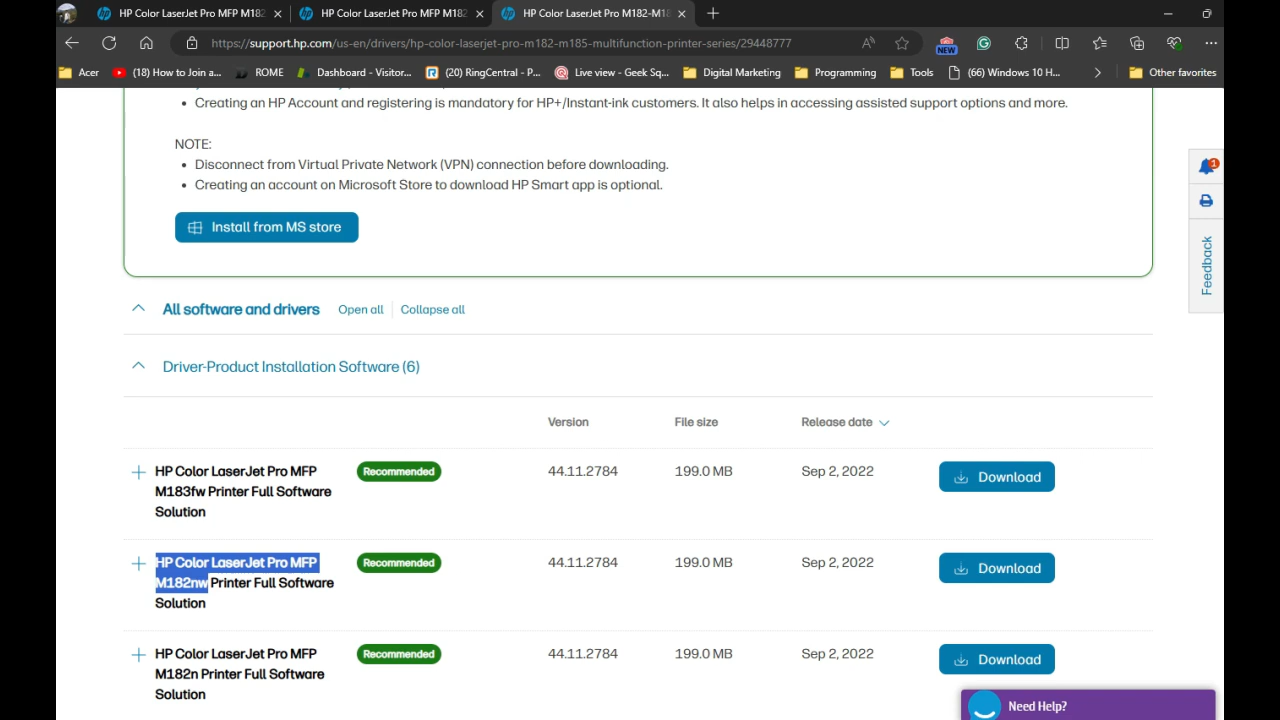 HP Color LaserJet Pro MFP M182
HP Color LaserJet Pro MFP M182
HP Color LaserJet Pro M182-M18
https://support.hp.com/us-en/drivers/hp-color-laserjet-pro-m182-m185-multifunction-printer-series/29448777
NEW
Acer
(18) How to Join a...
ROME
Dashboard - Visitor...
(20) RingCentral - P...
Live view - Geek Sq...
Digital Marketing
Programming
Tools
(66) Windows 10 H...
Other favorites
• Creating an HP Account and registering is mandatory for HP+/Instant-ink customers. It also helps in accessing assisted support options and more.
NOTE:
• Disconnect from Virtual Private Network (VPN) connection before downloading.
• Creating an account on Microsoft Store to download HP Smart app is optional.
Install from MS store
1
Feedback
All software and drivers Open all Collapse all
Driver-Product Installation Software (6)
Version File size Release date
HP Color LaserJet Pro MFP
M183fw Printer Full Software
Solution
Recommended
44.11.2784 199.0 MB Sep 2, 2022
Download
HP Color LaserJet Pro MFP
M182nw Printer Full Software
Solution
Recommended
44.11.2784 199.0 MB Sep 2, 2022
Download
HP Color LaserJet Pro MFP
M182n Printer Full Software
Solution
Recommended
44.11.2784 199.0 MB Sep 2, 2022
Download
Need Help?